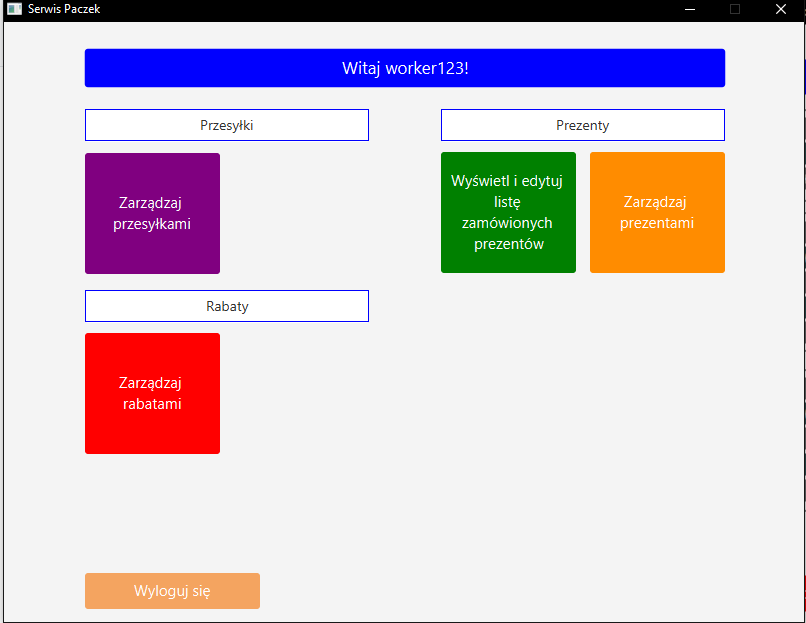 Serwis Paczek
Witaj worker123!
Przesyłki
Prezenty
Zarządzaj
przesyłkami
Wyświetl i edytuj
listę
zamówionych
prezentów
Zarządzaj
prezentami
Rabaty
Zarządzaj
rabatami
Wyloguj się